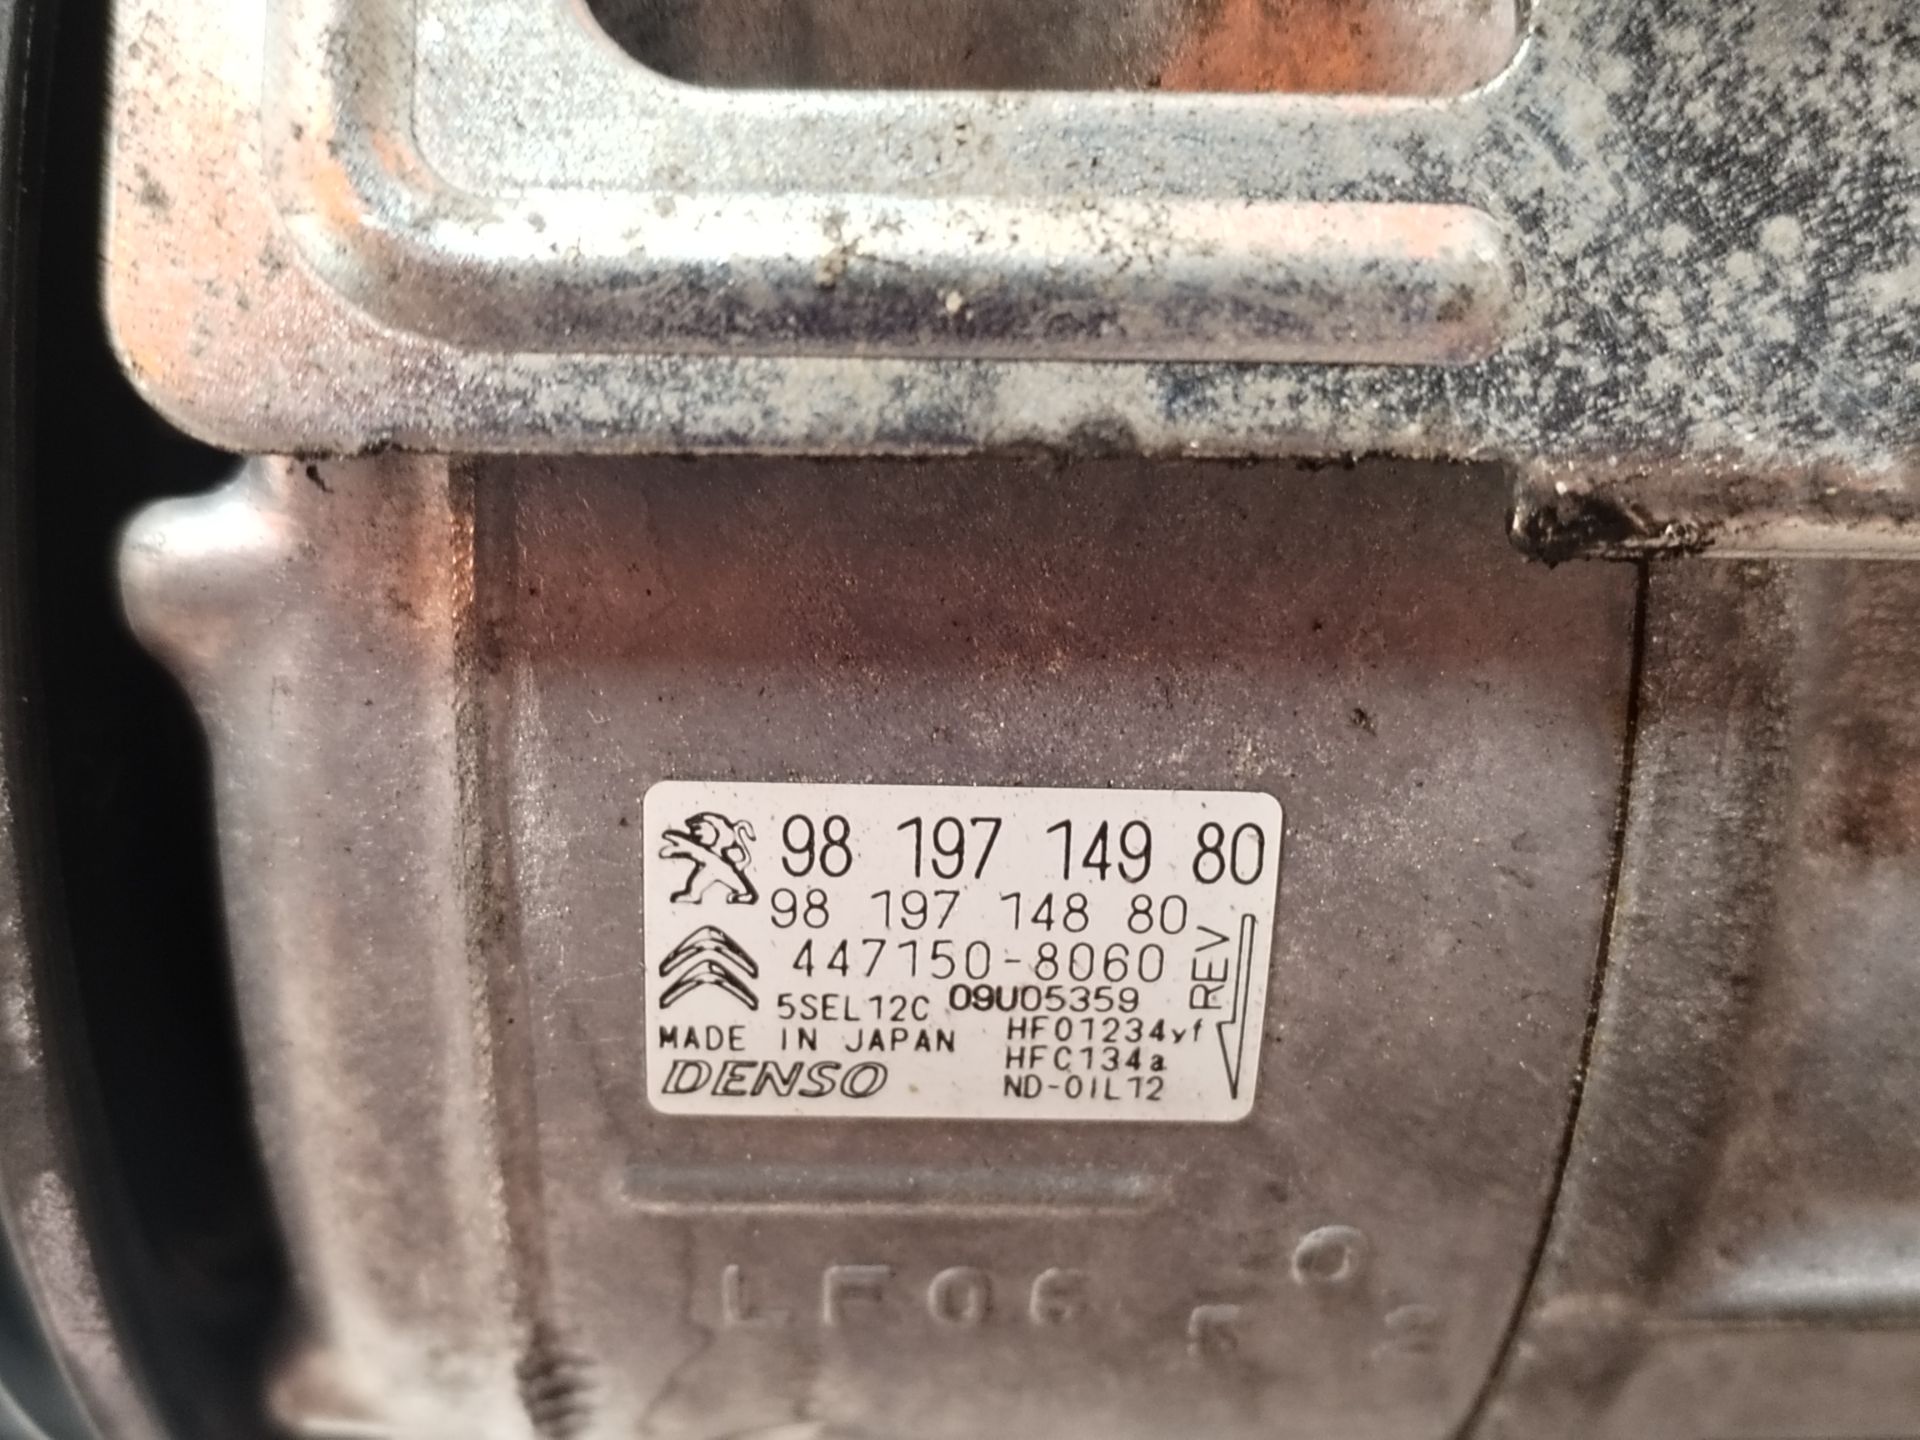 98 197 149 80
98 197 148 80
447150-8060
5SEL12C 09U05359
MADE IN JAPAN
DENSO
HFO1234yf
HFC134a
ND-OIL12
REV
LF06